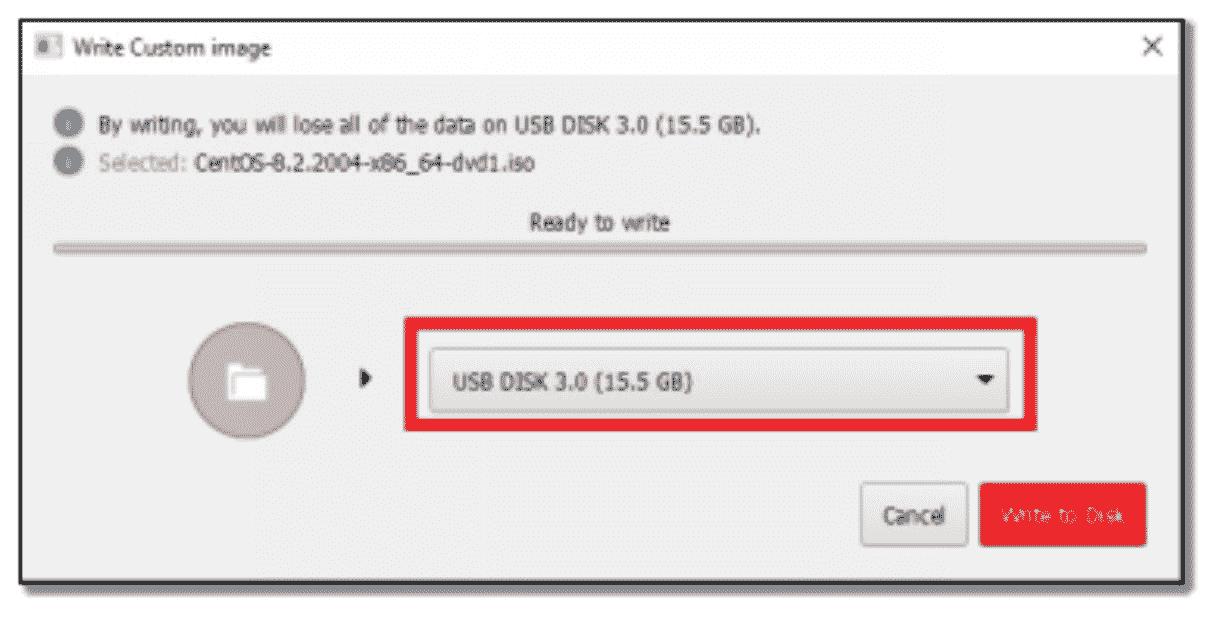 Write Custom image
By writing, you will lose all of the data on USB DISK 3.0 (15.5 GB).
Selected: CentOS-8.2.2004-x86_64-dvd1.iso
Ready to write
USB DISK 3.0 (15.5 GB)
Cancel
Write to Disk